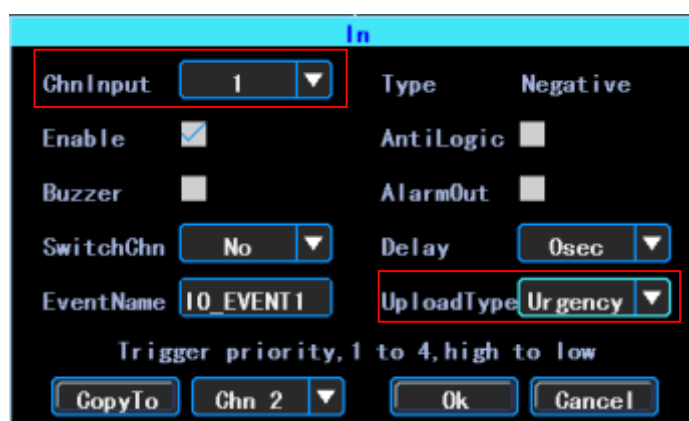 In
ChnInput 1 Type Negative
Enable AntiLogic
Buzzer AlarmOut
SwitchChn No Delay 0sec
EventName IO_EVENT1 UploadType Urgency
Trigger priority,1 to 4,high to low
CopyTo Chn 2 Ok Cancel